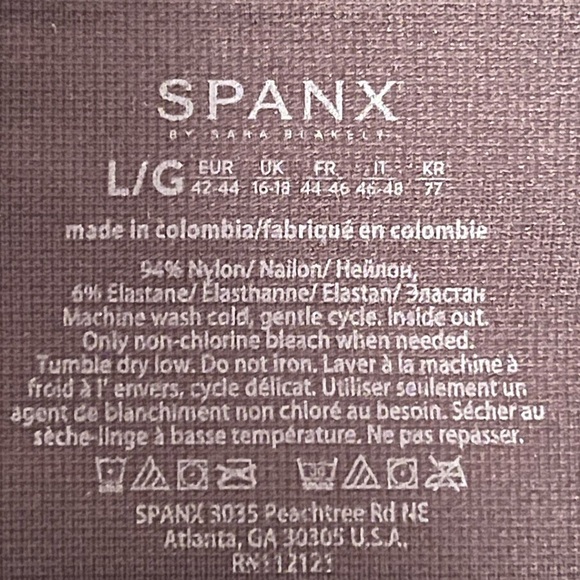 SPANX
BY SARA BLAKELY
L/G EUR 42-44 UK 16-18 FR 44-46 IT 46-48 KR 77
made in colombia/fabriqué en colombie
94% Nylon/ Nailon/ Нейлон,
6% Elastane/ Élasthanne/ Elastan/ Эластан
Machine wash cold, gentle cycle. Inside out.
Only non-chlorine bleach when needed.
Tumble dry low. Do not iron. Laver à la machine à
froid à l' envers, cycle délicat. Utiliser seulement un
agent de blanchiment non chloré au besoin. Sécher au
sèche-linge à basse température. Ne pas repasser.
SPANX 3035 Peachtree Rd NE
Atlanta, GA 30305 U.S.A.
RN112121